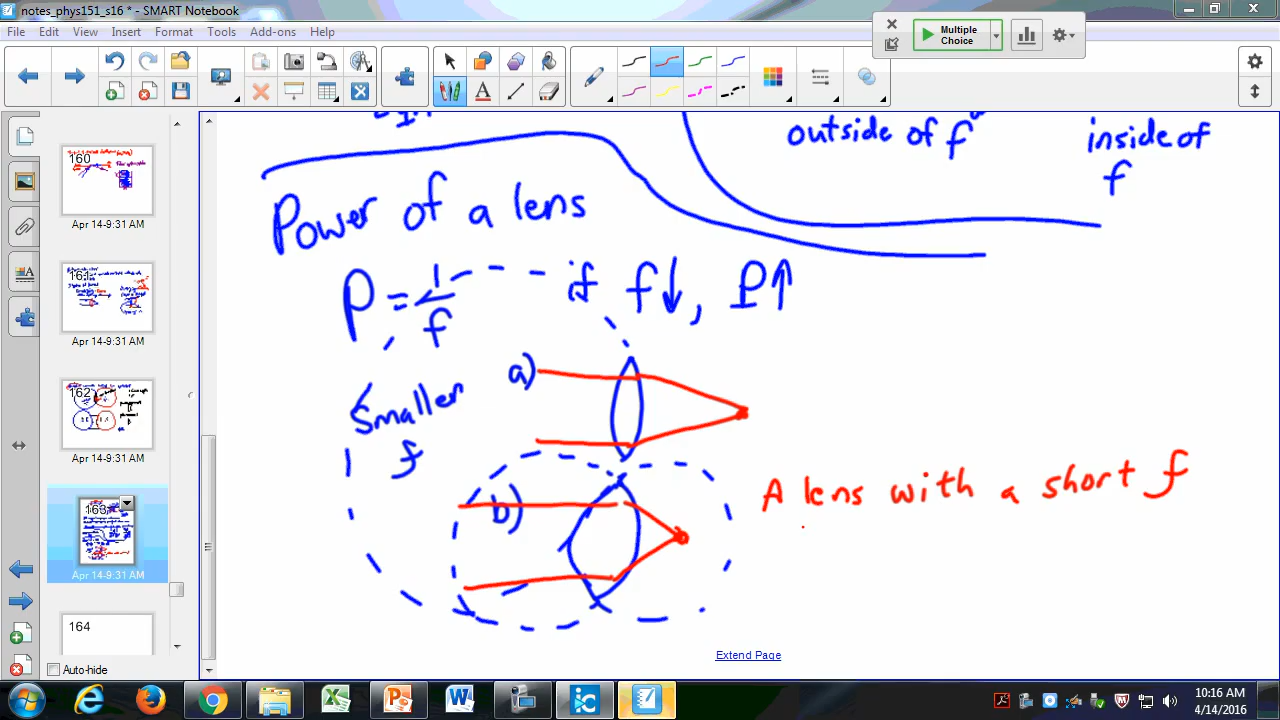 notes_phys151_s16 * - SMART Notebook
File Edit View Insert Format Tools Add-ons Help
Multiple
Choice
160
Apr 14-9:31 AM
161
Apr 14-9:31 AM
162
Apr 14-9:31 AM
163
Apr 14-9:31 AM
164
Auto-hide
outside of f
inside of
f
Power of a lens
P = 1/f if f↓, P↑
Smaller
f
a)
b)
A lens with a short f
Extend Page
10:16 AM
4/14/2016